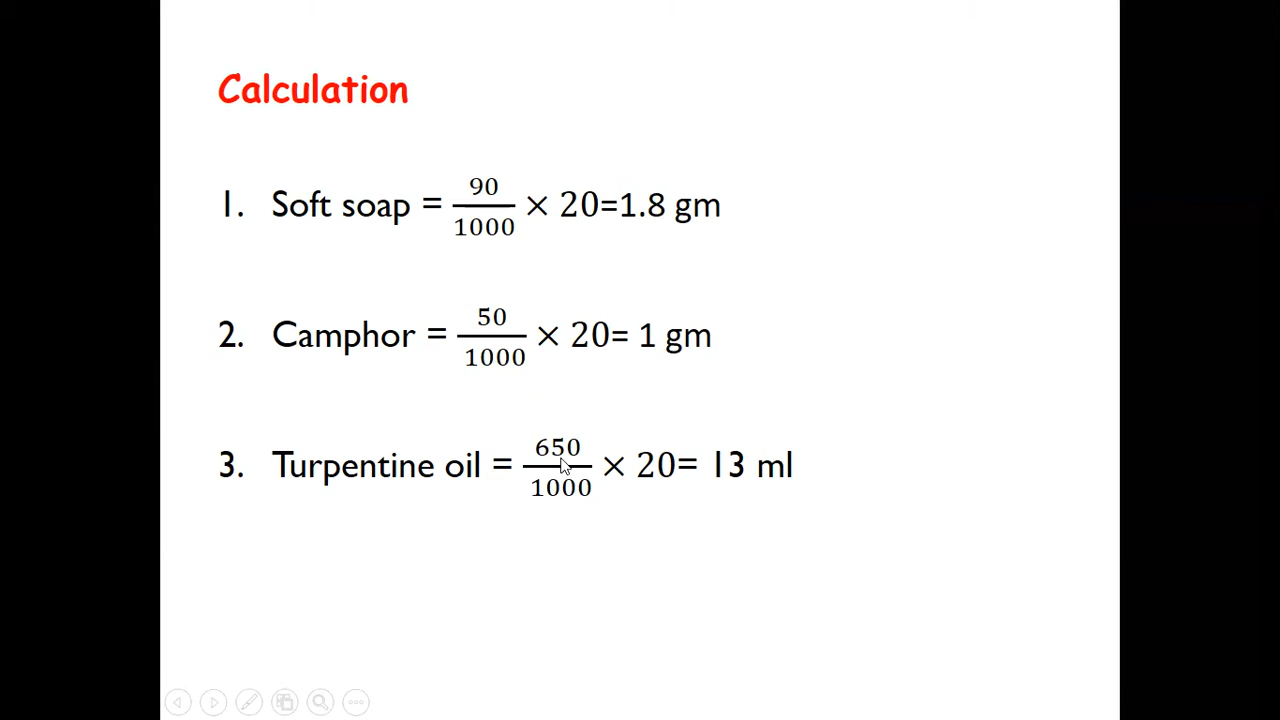 Calculation
1. Soft soap = 90/1000 × 20=1.8 gm
2. Camphor = 50/1000 × 20= 1 gm
3. Turpentine oil = 650/1000 × 20= 13 ml